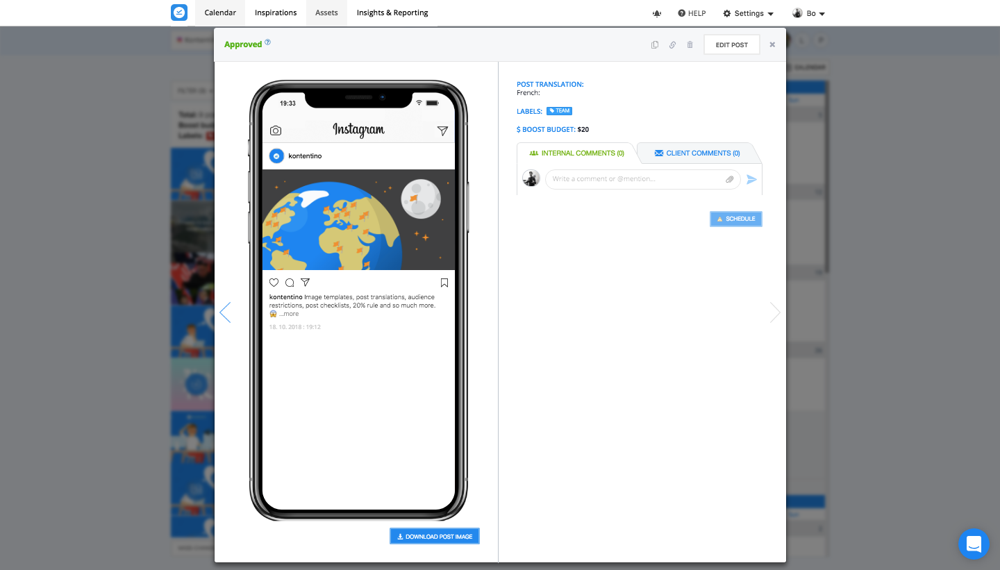 Calendar
Inspirations
Assets
Insights & Reporting
HELP
Settings
Bo
Approved
EDIT POST
19:33
Instagram
kontentino
kontentino Image templates, post translations, audience
restrictions, post checklists, 20% rule and so much more.
😱 ...more
18. 10. 2018 : 19:12
DOWNLOAD POST IMAGE
POST TRANSLATION:
French:
LABELS: TEAM
$ BOOST BUDGET: $20
INTERNAL COMMENTS (0)
CLIENT COMMENTS (0)
Write a comment or @mention...
SCHEDULE
CALENDAR